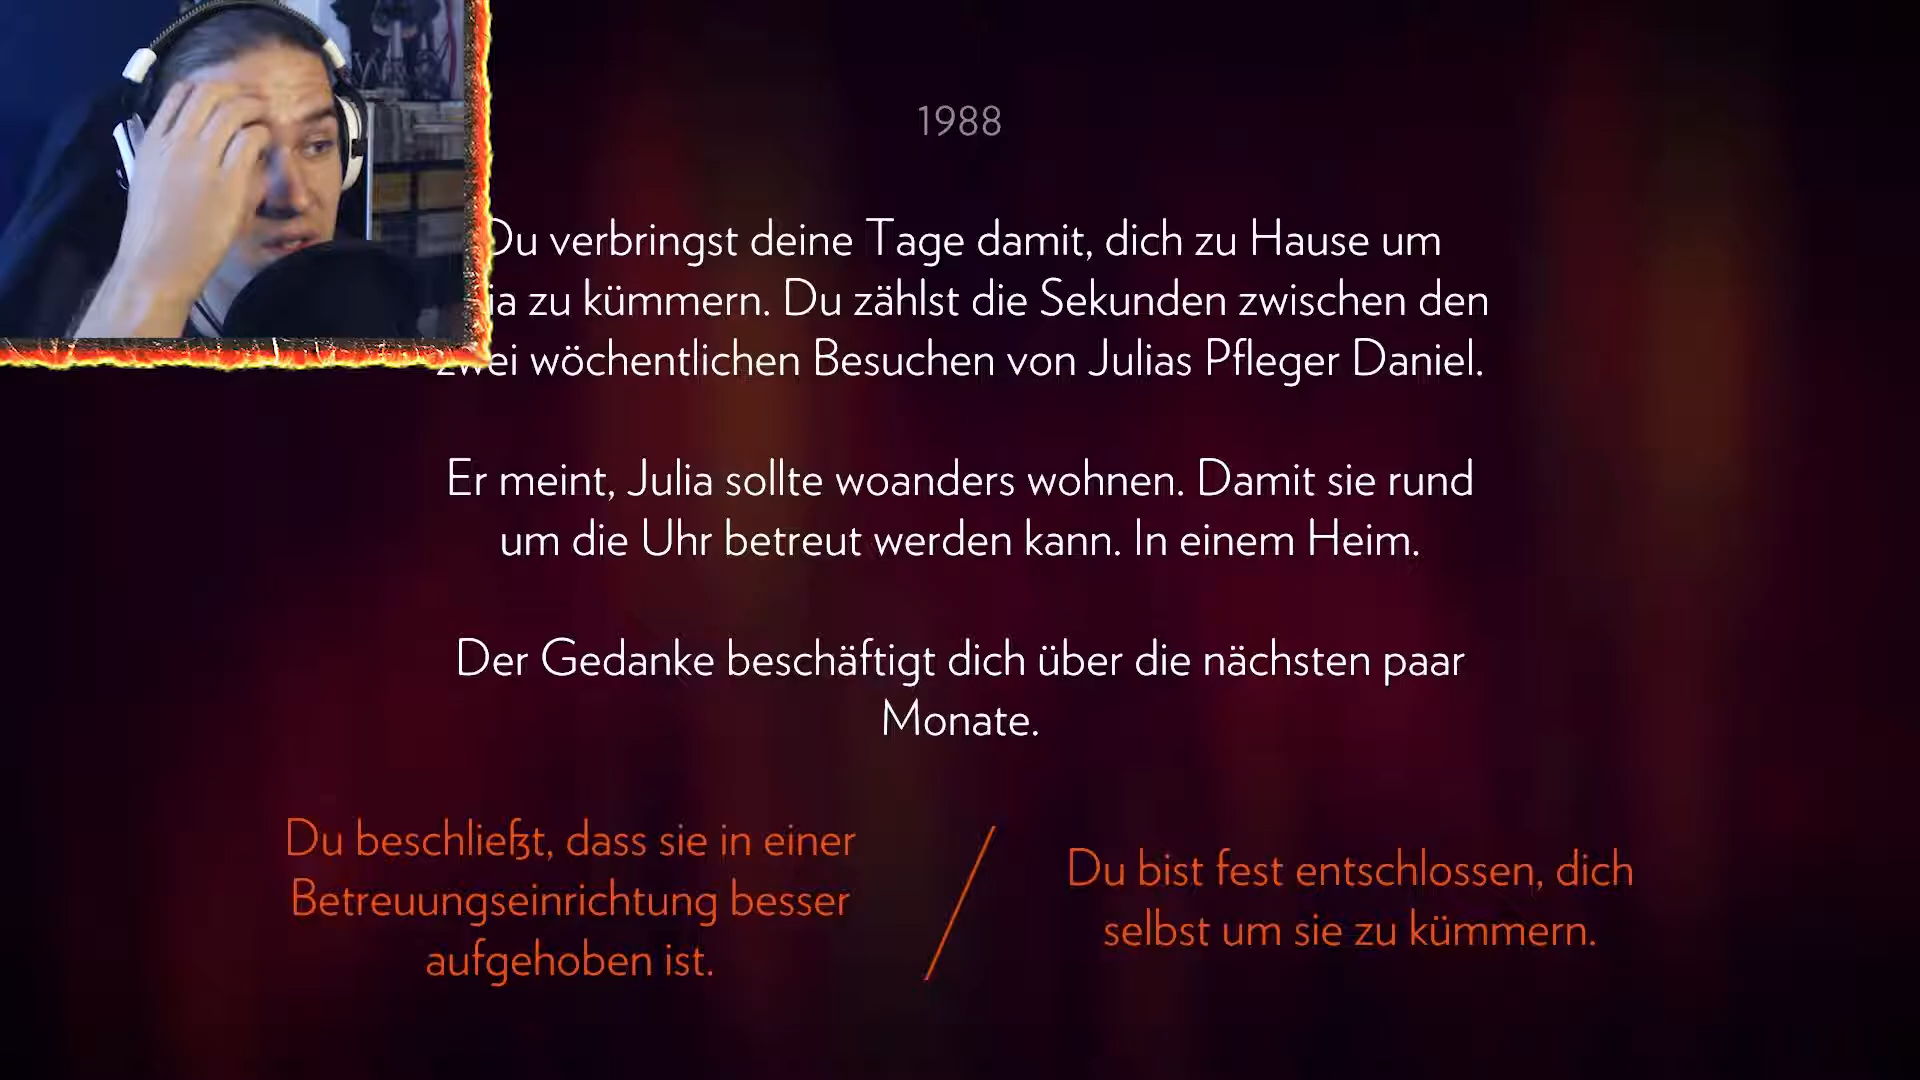 1988
Du verbringst deine Tage damit, dich zu Hause um
zu kümmern. Du zählst die Sekunden zwischen den
zwei wöchentlichen Besuchen von Julias Pfleger Daniel.
Er meint, Julia sollte woanders wohnen. Damit sie rund
um die Uhr betreut werden kann. In einem Heim.
Der Gedanke beschäftigt dich über die nächsten paar
Monate.
Du beschließt, dass sie in einer
Betreuungseinrichtung besser
aufgehoben ist.
Du bist fest entschlossen, dich
selbst um sie zu kümmern.